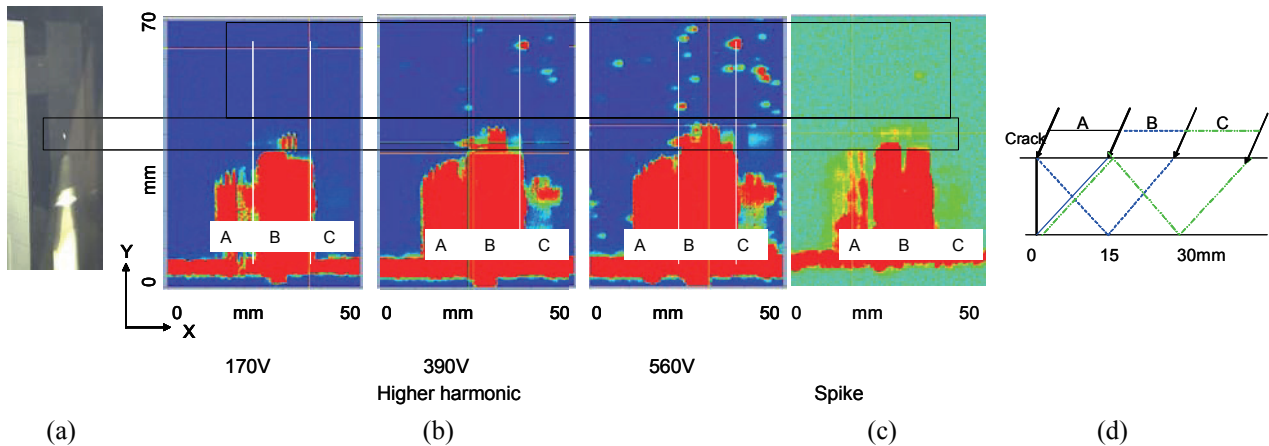 70
mm
0
Y
X
A B C
A B C
A B C
A B C
0 mm 50
0 mm 50
0 mm 50
0 mm 50
170V
390V
560V
Higher harmonic
Spike
A
B
C
Crack
0 15 30mm
(a)
(b)
(c)
(d)